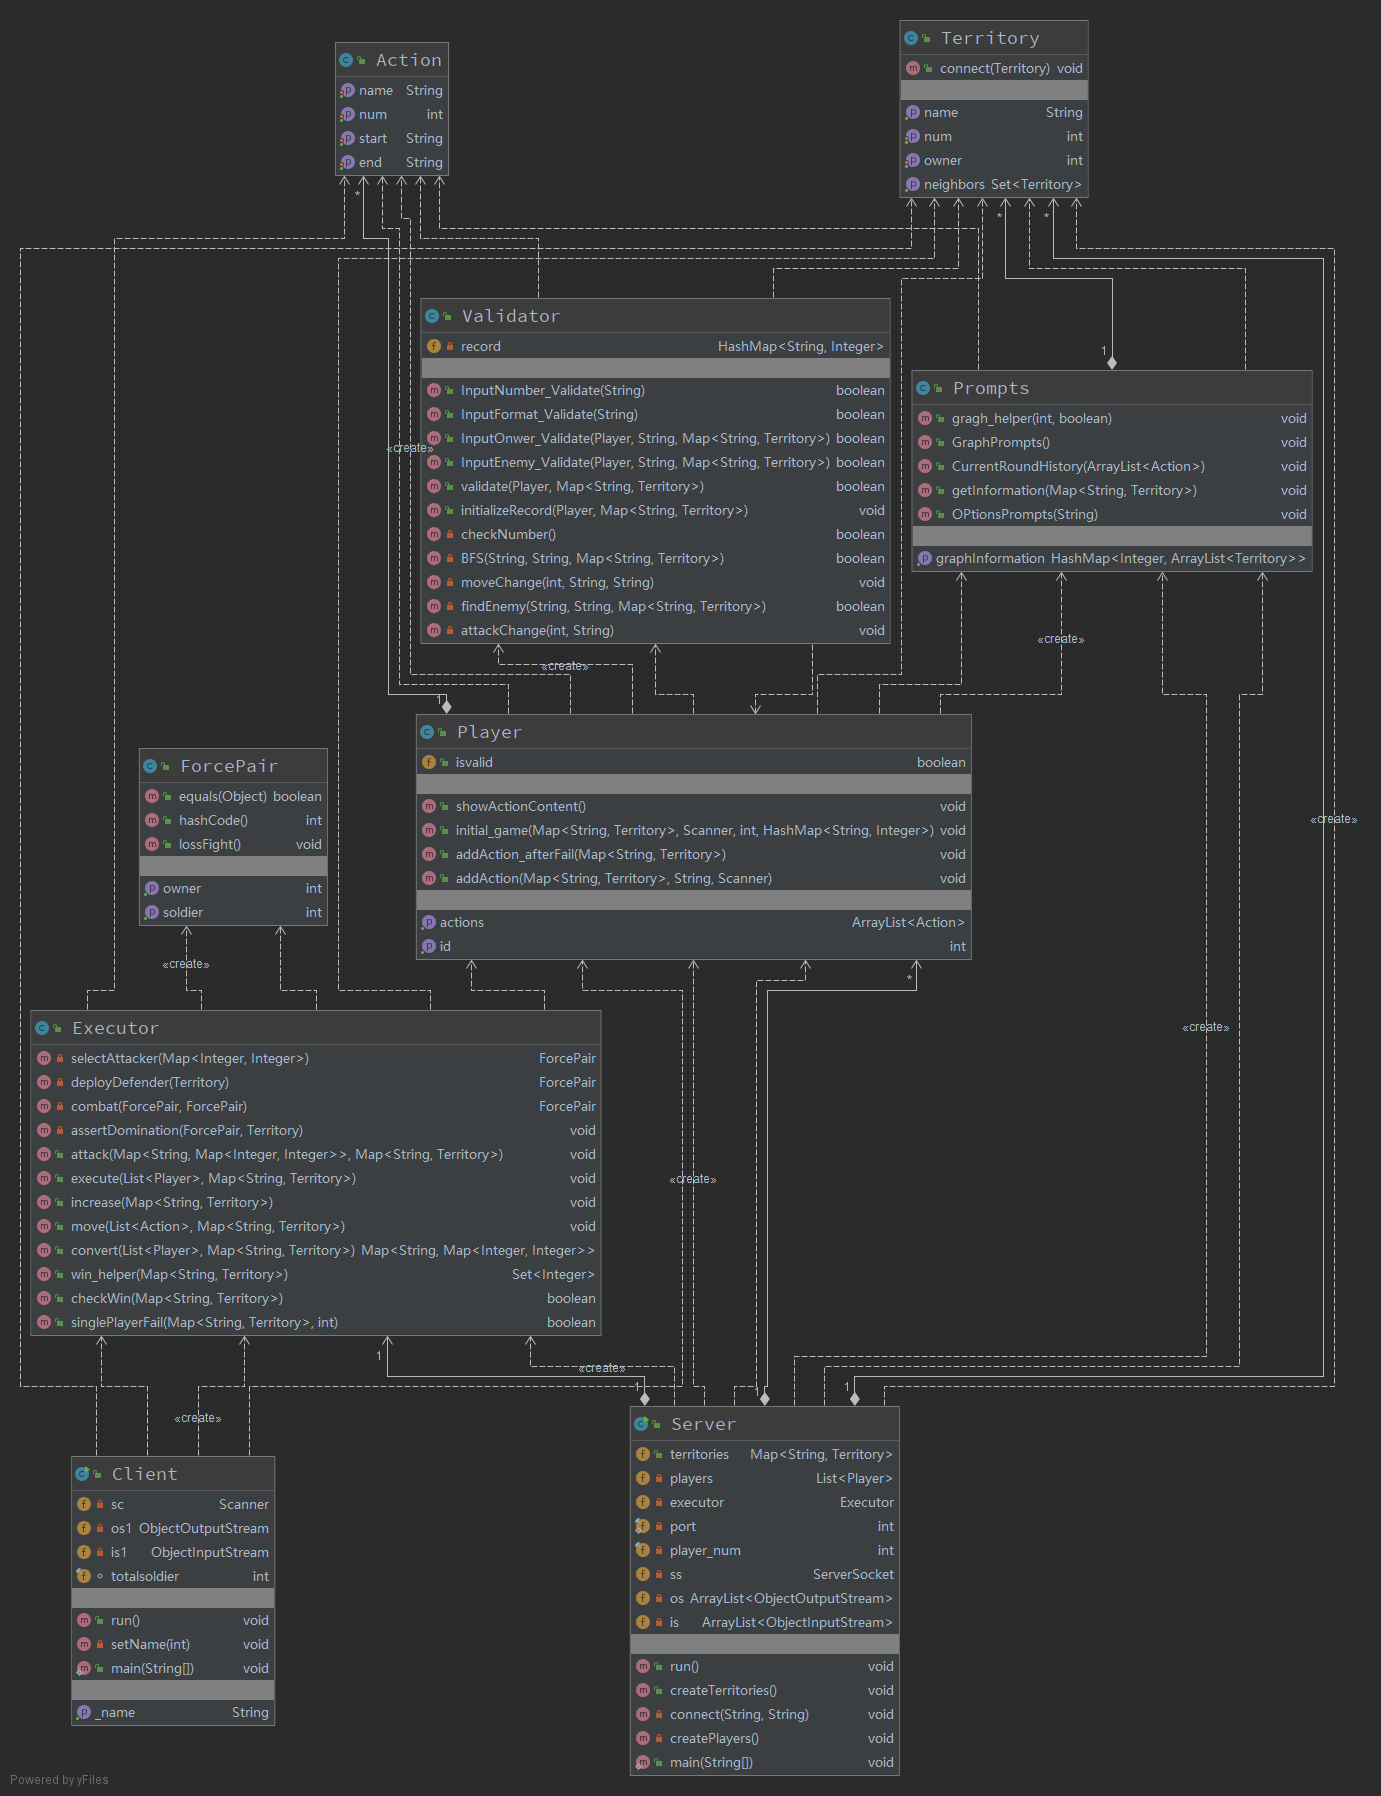 Action
name String
num int
start String
end String
Territory
connect(Territory) void
name String
num int
owner int
neighbors Set<Territory>
*
*
*
Validator
record HashMap<String, Integer>
InputNumber_Validate(String) boolean
InputFormat_Validate(String) boolean
InputOnwer_Validate(Player, String, Map<String, Territory>) boolean
InputEnemy_Validate(Player, String, Map<String, Territory>) boolean
validate(Player, Map<String, Territory>) boolean
initializeRecord(Player, Map<String, Territory>) void
checkNumber() boolean
BFS(String, String, Map<String, Territory>) boolean
moveChange(int, String, String) void
findEnemy(String, String, Map<String, Territory>) boolean
attackChange(int, String) void
«create»
1
Prompts
gragh_helper(int, boolean) void
GraphPrompts() void
CurrentRoundHistory(ArrayList<Action>) void
getInformation(Map<String, Territory>) void
OPtionsPrompts(String) void
graphInformation HashMap<Integer, ArrayList<Territory>>
«create»
«create»
1
Player
isvalid boolean
showActionContent() void
initial_game(Map<String, Territory>, Scanner, int, HashMap<String, Integer>) void
addAction_afterFail(Map<String, Territory>) void
addAction(Map<String, Territory>, String, Scanner) void
actions ArrayList<Action>
id int
ForcePair
equals(Object) boolean
hashCode() int
lossFight() void
owner int
soldier int
«create»
«create»
*
Executor
selectAttacker(Map<Integer, Integer>) ForcePair
deployDefender(Territory) ForcePair
combat(ForcePair, ForcePair) ForcePair
assertDomination(ForcePair, Territory) void
attack(Map<String, Map<Integer, Integer>>, Map<String, Territory>) void
execute(List<Player>, Map<String, Territory>) void
increase(Map<String, Territory>) void
move(List<Action>, Map<String, Territory>) void
convert(List<Player>, Map<String, Territory>) Map<String, Map<Integer, Integer>>
win_helper(Map<String, Territory>) Set<Integer>
checkWin(Map<String, Territory>) boolean
singlePlayerFail(Map<String, Territory>, int) boolean
«create»
«create»
1
«create»
1
1
1
«create»
Client
sc Scanner
os1 ObjectOutputStream
is1 ObjectInputStream
totalsoldier int
run() void
setName(int) void
main(String[]) void
_name String
Server
territories Map<String, Territory>
players List<Player>
executor Executor
port int
player_num int
ss ServerSocket
os ArrayList<ObjectOutputStream>
is ArrayList<ObjectInputStream>
run() void
createTerritories() void
connect(String, String) void
createPlayers() void
main(String[]) void
Powered by yFiles